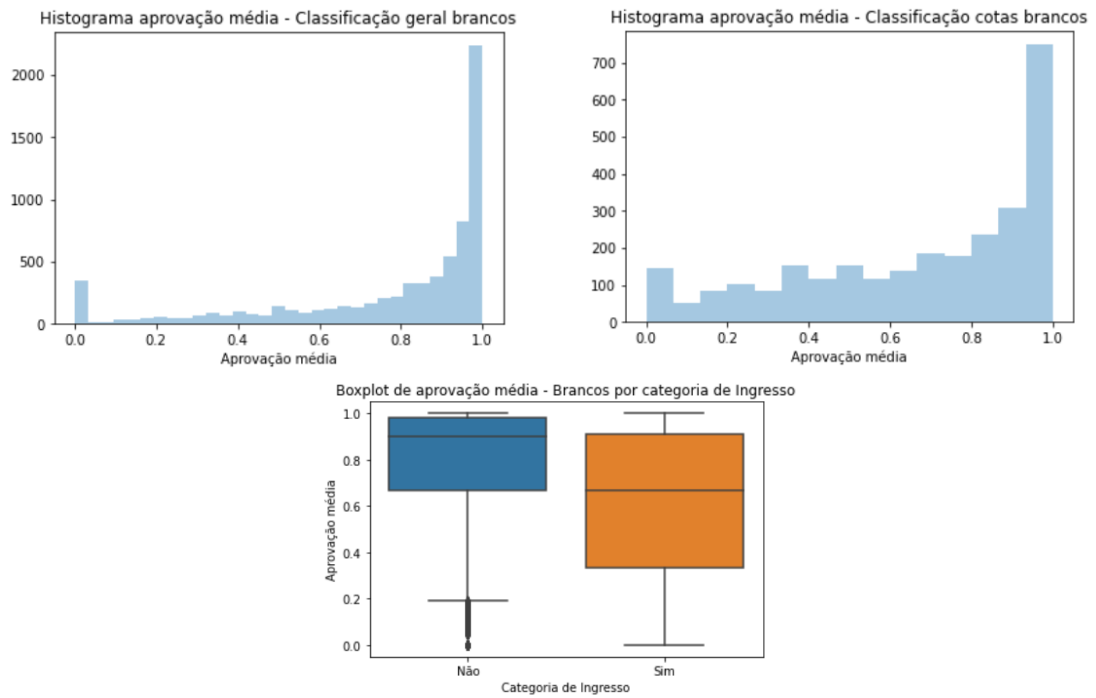 Histograma aprovação média - Classificação geral brancos
2000
1500
1000
500
0
0.0 0.2 0.4 0.6 0.8 1.0
Aprovação média
Histograma aprovação média - Classificação cotas brancos
700
600
500
400
300
200
100
0
0.0 0.2 0.4 0.6 0.8 1.0
Aprovação média
Boxplot de aprovação média - Brancos por categoria de Ingresso
Aprovação média
1.0
0.8
0.6
0.4
0.2
0.0
Não Sim
Categoria de Ingresso